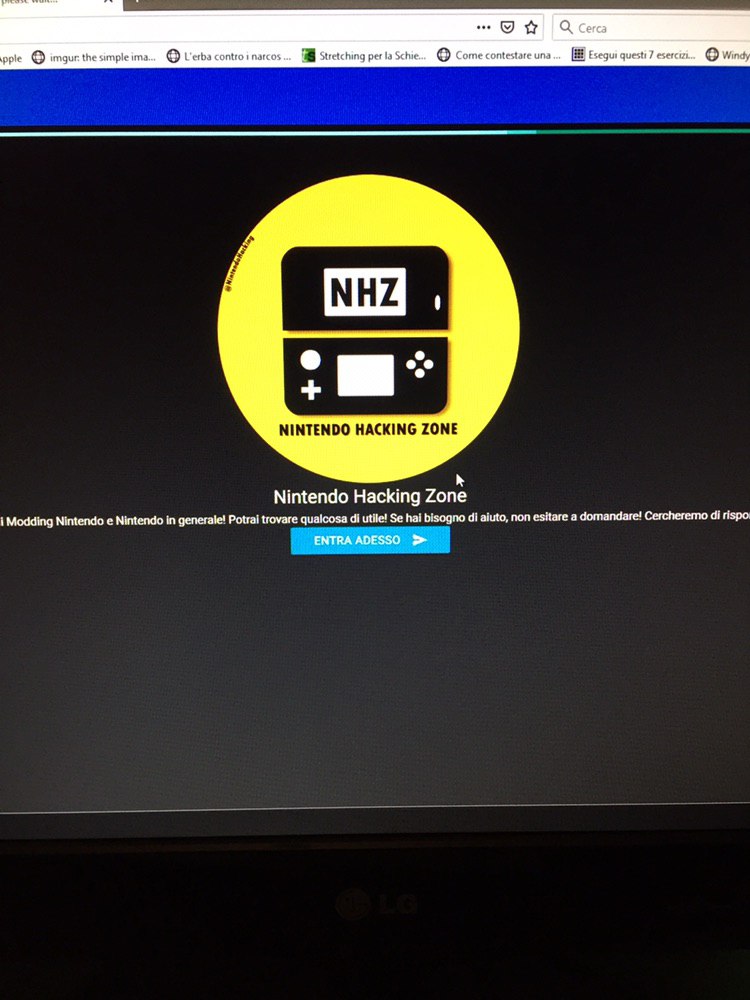 please wait...
Cerca
Apple
imgur: the simple ima...
L'erba contro i narcos ...
Stretching per la Schie...
Come contestare una ...
Esegui questi 7 esercizi...
Windy
@NintendoHacking
NHZ
NINTENDO HACKING ZONE
Nintendo Hacking Zone
i Modding Nintendo e Nintendo in generale! Potrai trovare qualcosa di utile! Se hai bisogno di aiuto, non esitare a domandare! Cercheremo di rispo
ENTRA ADESSO
LG